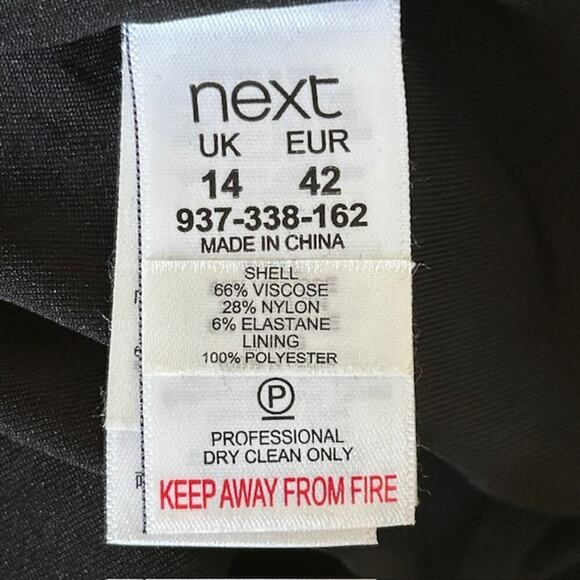 next
UK EUR
14 42
937-338-162
MADE IN CHINA
SHELL
66% VISCOSE
28% NYLON
6% ELASTANE
LINING
100% POLYESTER
P
PROFESSIONAL
DRY CLEAN ONLY
KEEP AWAY FROM FIRE